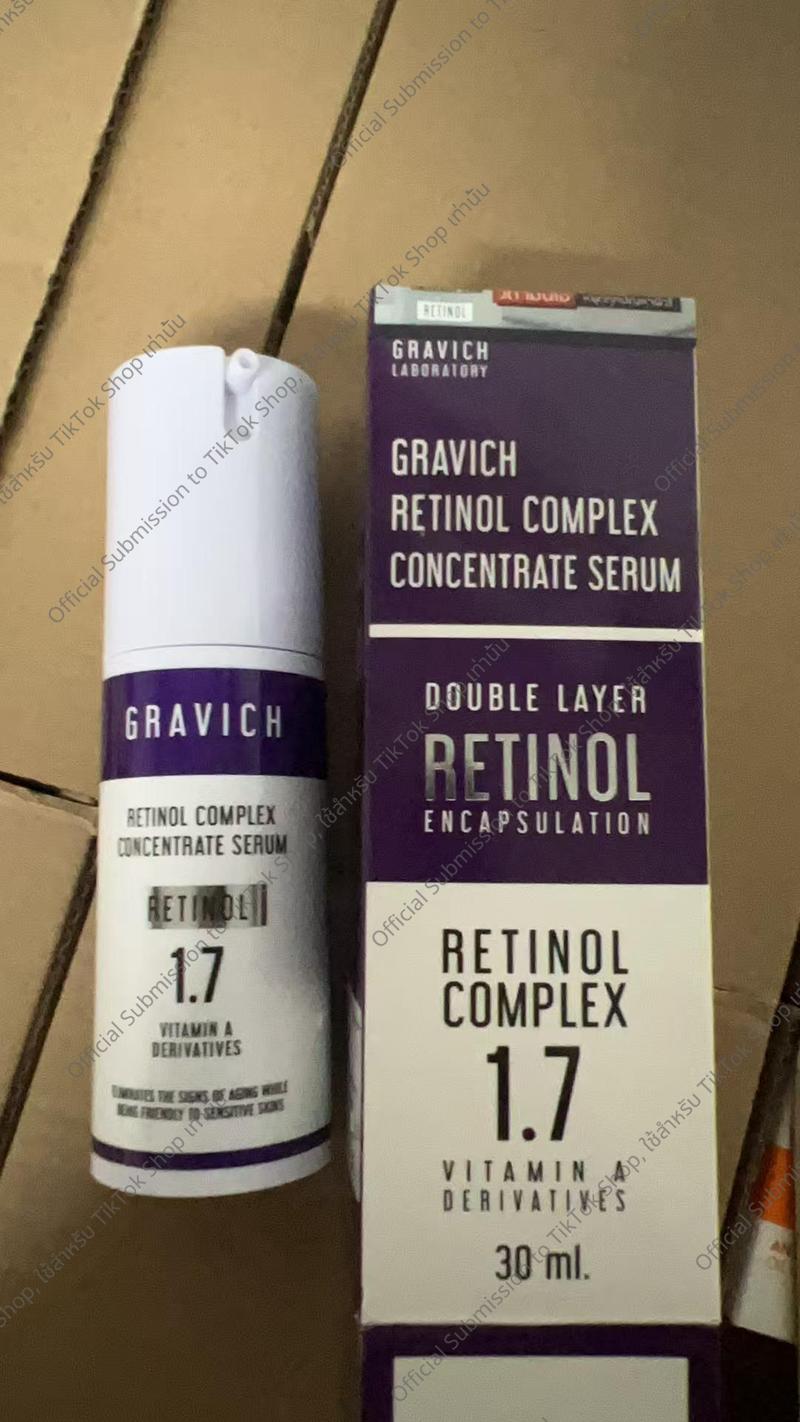 RETINOL
GRAVICH
LABORATORY
GRAVICH
RETINOL COMPLEX
CONCENTRATE SERUM
DOUBLE LAYER
RETINOL
ENCAPSULATION
RETINOL
COMPLEX
1.7
VITAMIN A
DERIVATIVES
30 ml.
GRAVICH
RETINOL COMPLEX
CONCENTRATE SERUM
RETINOL
1.7
VITAMIN A
DERIVATIVES
ELIMINATES THE SIGNS OF AGING WHILE
BEING FRIENDLY TO SENSITIVE SKINS
Official Submission to TikTok Shop, ใช้สำหรับ TikTok Shop เท่านั้น